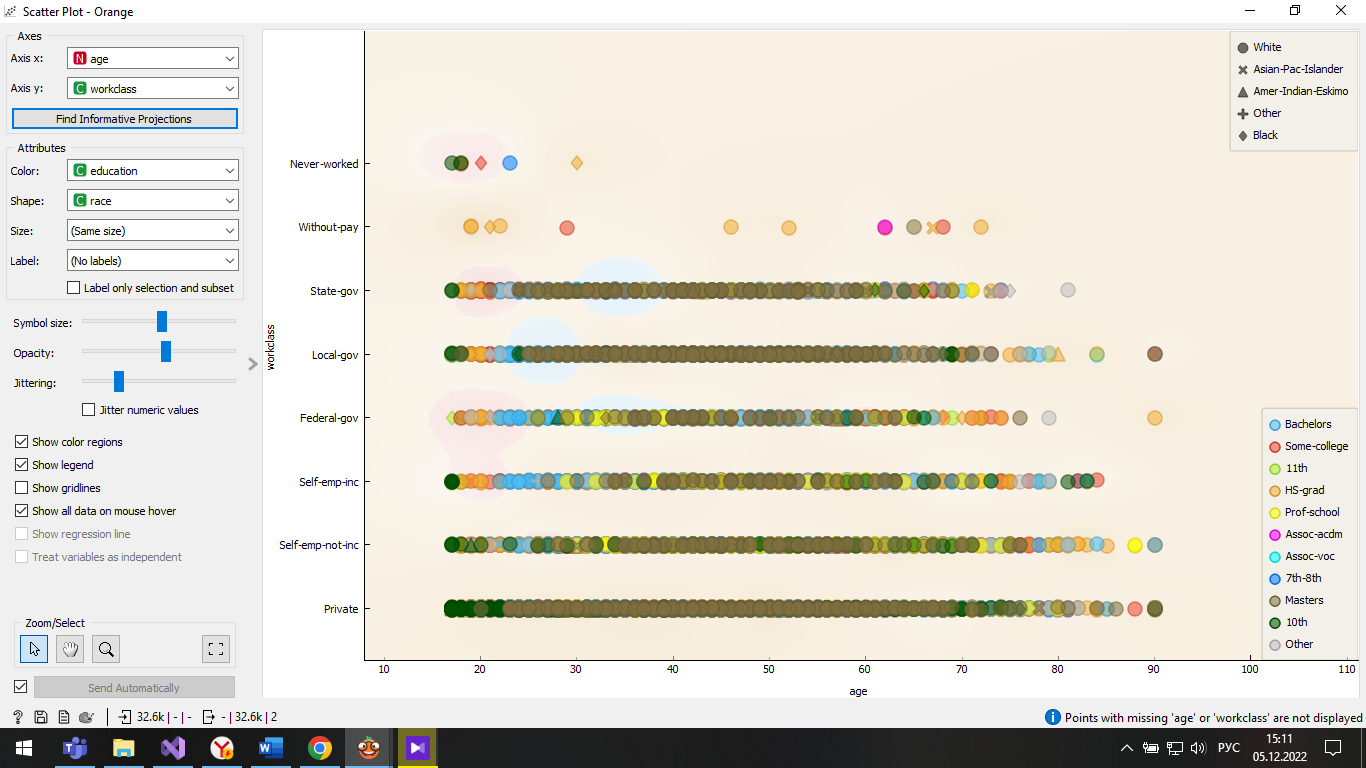 Scatter Plot - Orange
Axes
Axis x: N age
Axis y: C workclass
Find Informative Projections
Attributes
Color: C education
Shape: C race
Size: (Same size)
Label: (No labels)
Label only selection and subset
Symbol size:
Opacity:
Jittering:
Jitter numeric values
Show color regions
Show legend
Show gridlines
Show all data on mouse hover
Show regression line
Treat variables as independent
Zoom/Select
Send Automatically
? 32.6k | - | - - | 32.6k | 2
workclass
Never-worked
Without-pay
State-gov
Local-gov
Federal-gov
Self-emp-inc
Self-emp-not-inc
Private
10 20 30 40 50 60 70 80 90 100 110
age
White
Asian-Pac-Islander
Amer-Indian-Eskimo
Other
Black
Bachelors
Some-college
11th
HS-grad
Prof-school
Assoc-acdm
Assoc-voc
7th-8th
Masters
10th
Other
Points with missing 'age' or 'workclass' are not displayed
РУС
15:11
05.12.2022